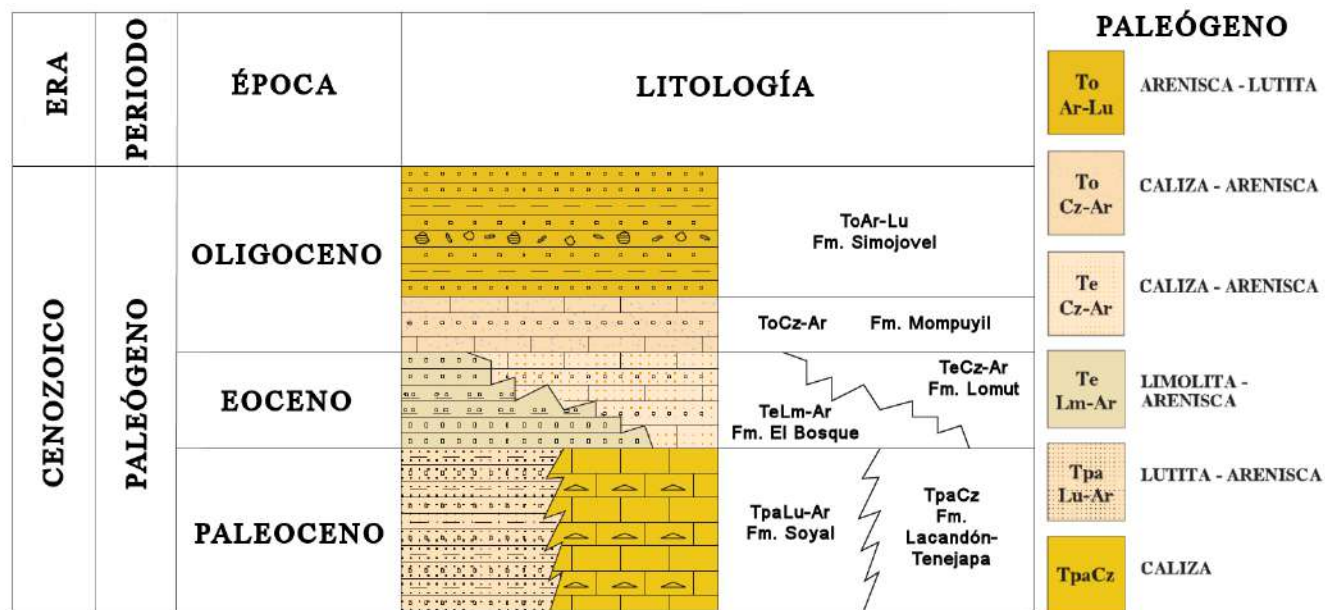 ERA
PERIODO
ÉPOCA
LITOLOGÍA
CENOZOICO
PALEÓGENO
OLIGOCENO
ToAr-Lu
Fm. Simojovel
ToCz-Ar Fm. Mompuyil
EOCENO
TeCz-Ar
Fm. Lomut
TeLm-Ar
Fm. El Bosque
PALEOCENO
TpaLu-Ar
Fm. Soyal
TpaCz
Fm.
Lacandón-
Tenejapa
PALEÓGENO
To
Ar-Lu
ARENISCA - LUTITA
To
Cz-Ar
CALIZA - ARENISCA
Te
Cz-Ar
CALIZA - ARENISCA
Te
Lm-Ar
LIMOLITA -
ARENISCA
Tpa
Lu-Ar
LUTITA - ARENISCA
TpaCz
CALIZA